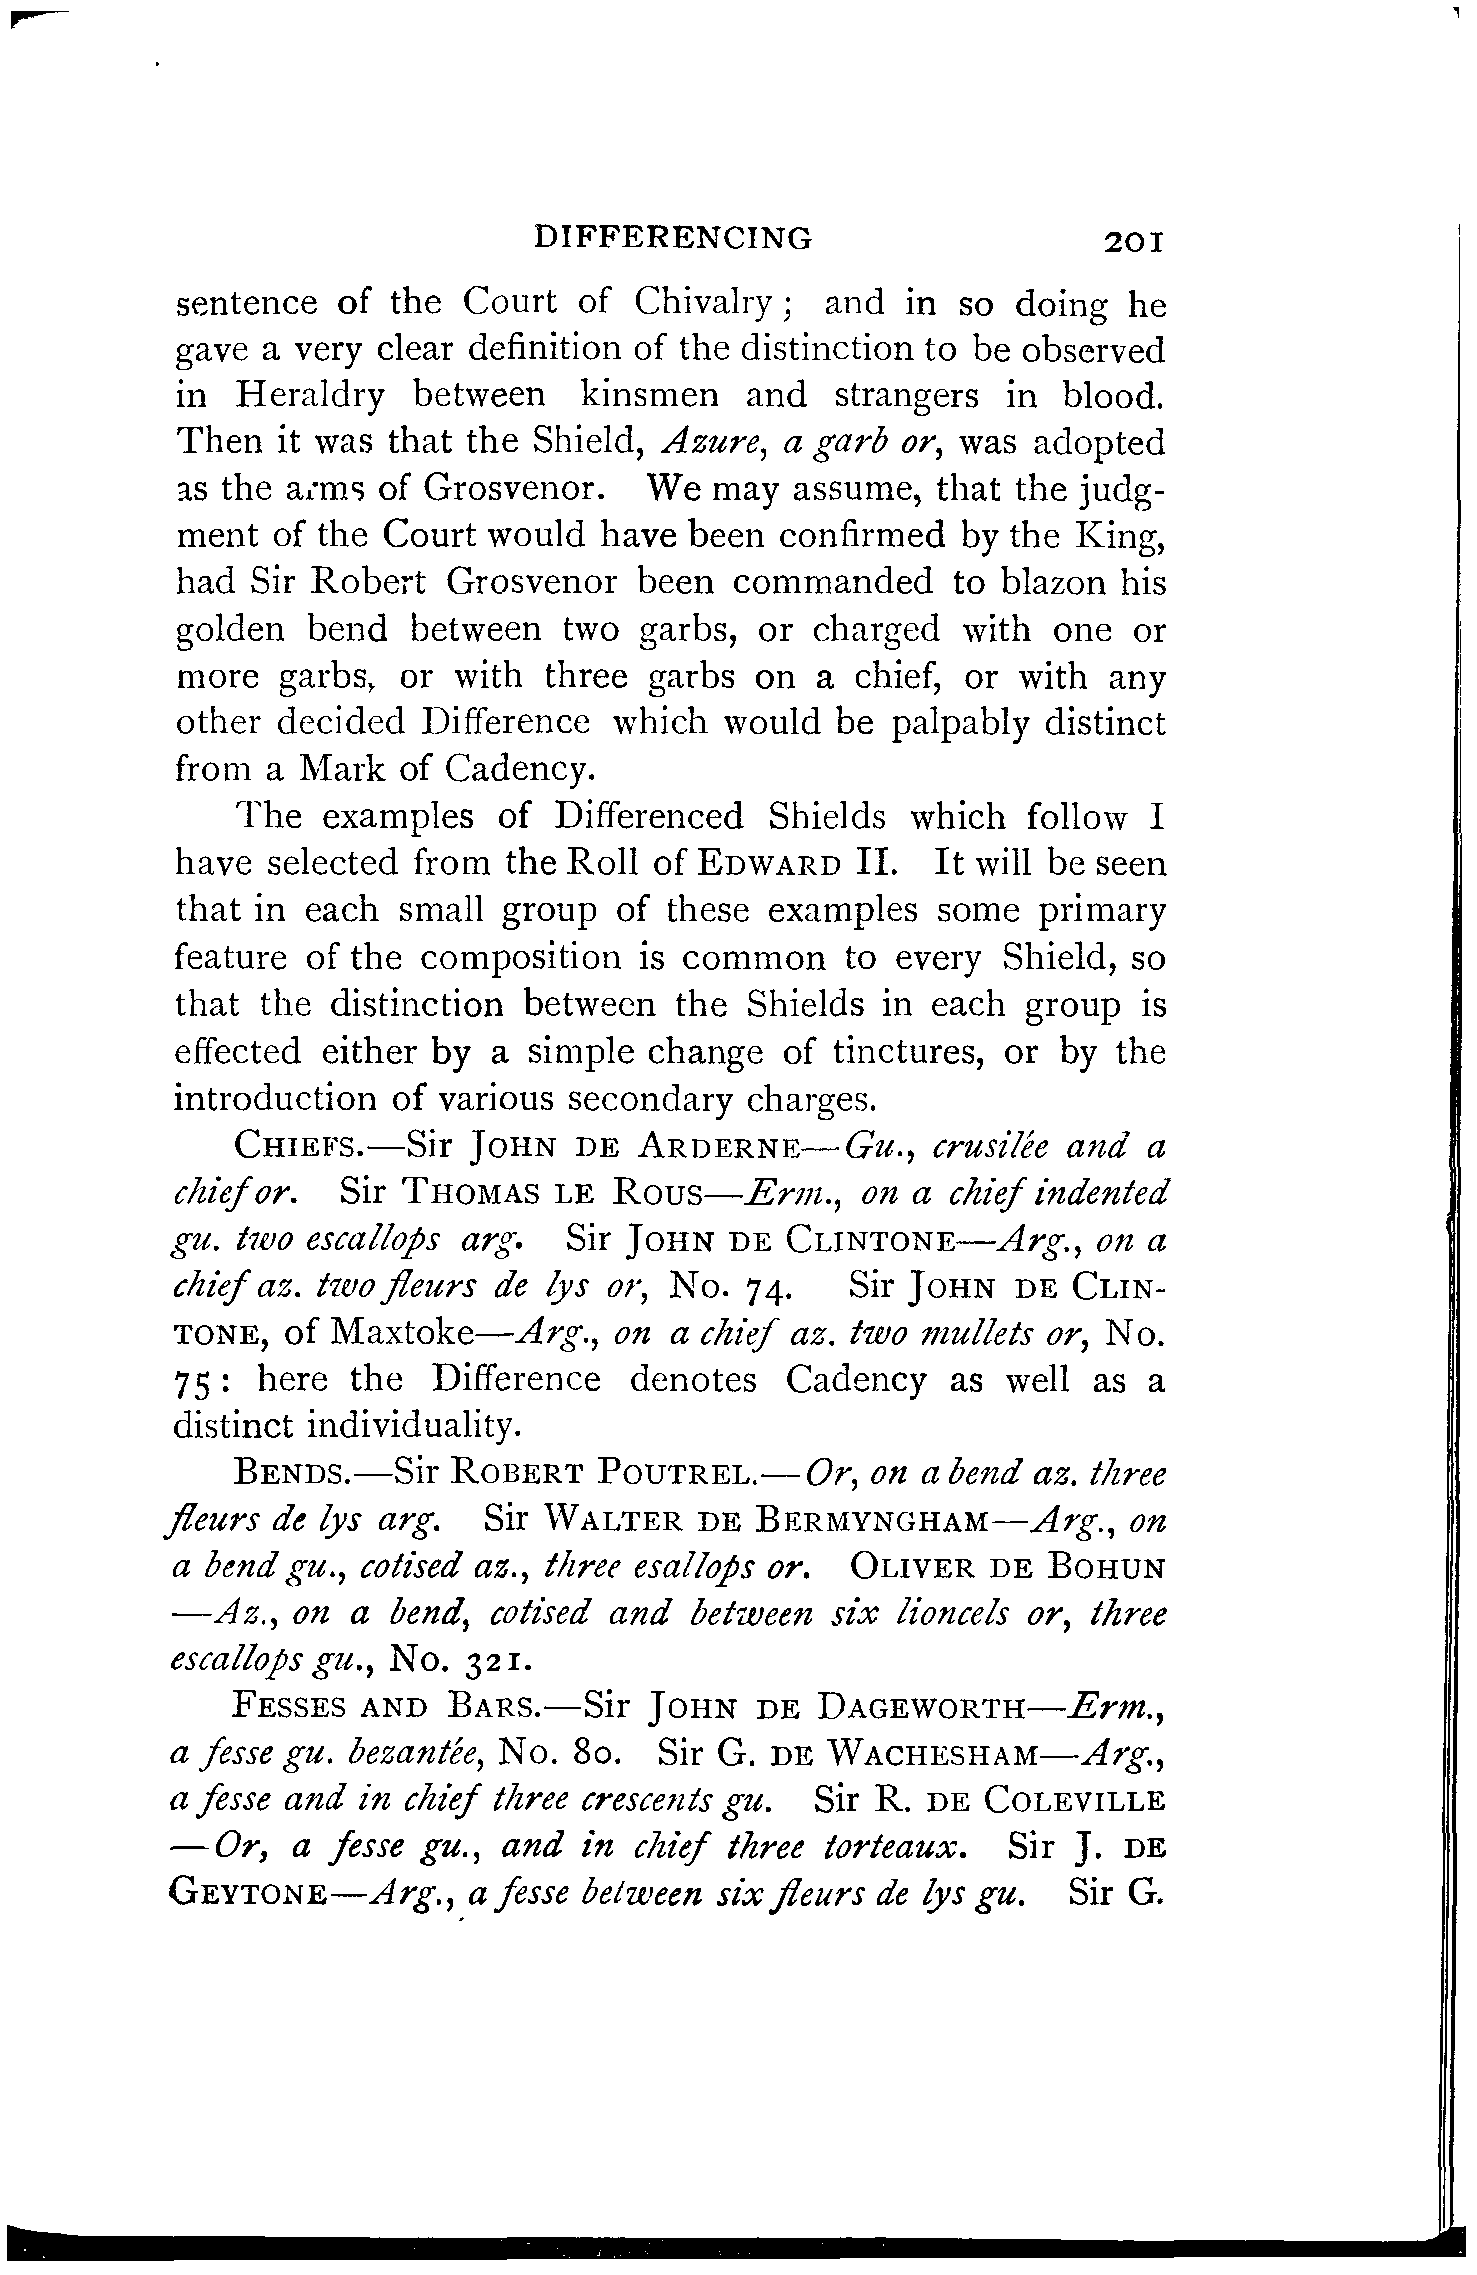 DIFFERENCING 201
sentence of the Court of Chivalry; and in so doing he
gave a very clear definition of the distinction to be observed
in Heraldry between kinsmen and strangers in blood.
Then it was that the Shield, Azure, a garb or, was adopted
as the arms of Grosvenor. We may assume, that the judg-
ment of the Court would have been confirmed by the King,
had Sir Robert Grosvenor been commanded to blazon his
golden bend between two garbs, or charged with one or
more garbs, or with three garbs on a chief, or with any
other decided Difference which would be palpably distinct
from a Mark of Cadency.
The examples of Differenced Shields which follow I
have selected from the Roll of EDWARD II. It will be seen
that in each small group of these examples some primary
feature of the composition is common to every Shield, so
that the distinction between the Shields in each group is
effected either by a simple change of tinctures, or by the
introduction of various secondary charges.
CHIEFS.—Sir JOHN DE ARDERNE—Gu., crusilée and a
chief or. Sir THOMAS LE ROUS—Erm., on a chief indented
gu. two escallops arg. Sir JOHN DE CLINTONE—Arg., on a
chief az. two fleurs de lys or, No. 74. Sir JOHN DE CLIN-
TONE, of Maxtoke—Arg., on a chief az. two mullets or, No.
75: here the Difference denotes Cadency as well as a
distinct individuality.
BENDS.—Sir ROBERT POUTREL.—Or, on a bend az. three
fleurs de lys arg. Sir WALTER DE BERMYNGHAM—Arg., on
a bend gu., cotised az., three esallops or. OLIVER DE BOHUN
—Az., on a bend, cotised and between six lioncels or, three
escallops gu., No. 321.
FESSES AND BARS.—Sir JOHN DE DAGEWORTH—Erm.,
a fesse gu. bezantée, No. 80. Sir G. DE WACHESHAM—Arg.,
a fesse and in chief three crescents gu. Sir R. DE COLEVILLE
—Or, a fesse gu., and in chief three torteaux. Sir J. DE
GEYTONE—Arg., a fesse between six fleurs de lys gu. Sir G.